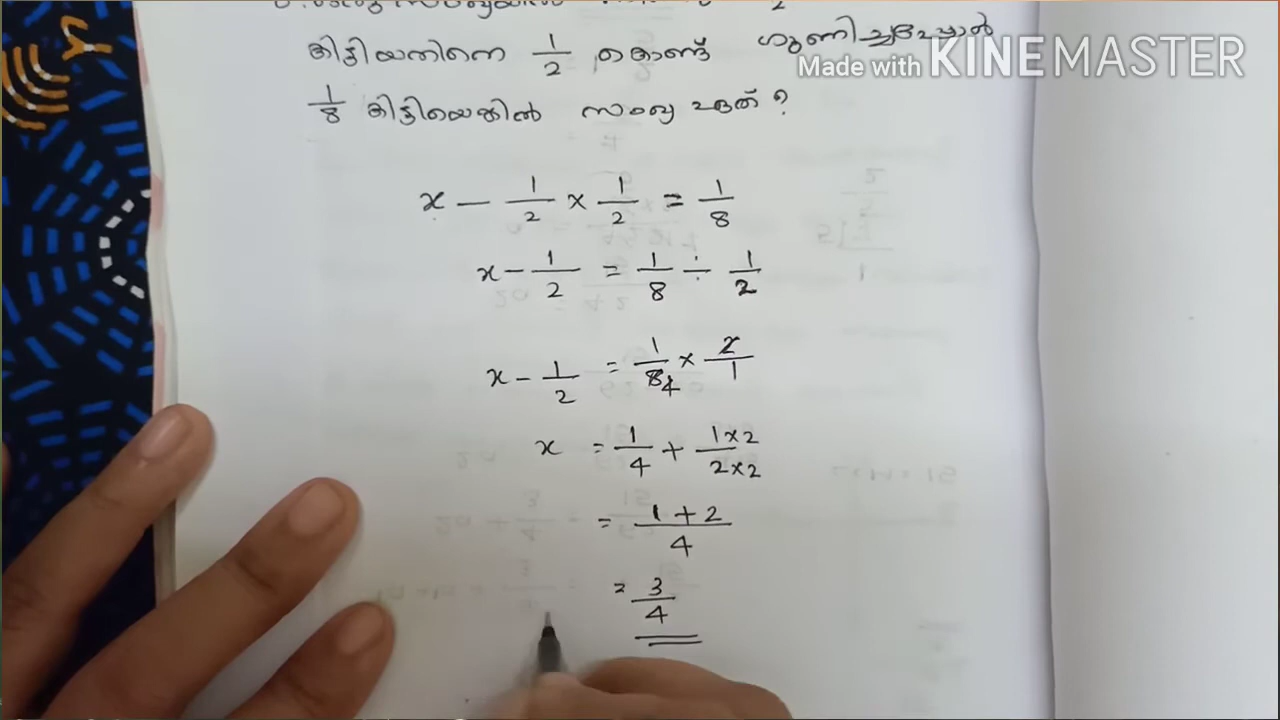 2
കിട്ടിയതിനെ 1/2 കൊണ്ട് ഗുണിച്ചപ്പോൾ
Made with KINEMASTER
1/8 കിട്ടിയെങ്കിൽ സംഖ്യ ഏത് ?
x - 1/2 × 1/2 = 1/8
x - 1/2 = 1/8 ÷ 1/2
x - 1/2 = 1/8 4 × 2/1
x = 1/4 + 1×2/2×2
= 1+2/4
= 3/4